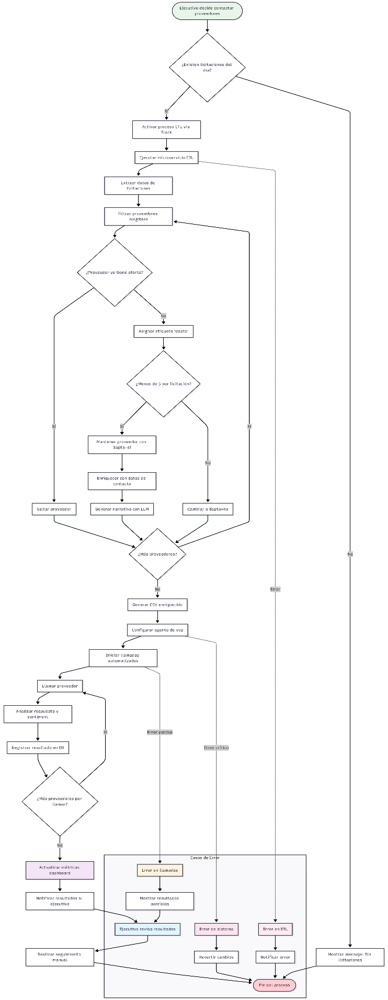 Ejecutivo decide contactar
proveedores
¿Existen licitaciones del
día?
Sí
Activar proceso ETL vía
Slack
Ejecutar microservicio ETL
Extraer datos de
licitaciones
Filtrar proveedores
elegibles
¿Proveedor ya tiene oferta?
No
Asignar etiqueta 'dapta'
¿Menos de 5 por licitación?
Sí
Sí
Sí
Mantener proveedor con
dapta=sí
No
Enriquecer con datos de
contacto
Saltar proveedor
Generar narrativa con LLM
Cambiar a dapta=no
¿Más proveedores?
No
No
Error
Generar CSV enriquecido
Configurar agente de voz
Iniciar llamadas
automatizadas
Llamar proveedor
Analizar respuesta y
sentiment
Sí
Error parcial
Registrar resultado en BD
Error crítico
¿Más proveedores por
llamar?
No
Casos de Error
Actualizar métricas
dashboard
Error en llamadas
Notificar resultados al
ejecutivo
Mostrar resultados
parciales
Ejecutivo revisa resultados
Error de sistema
Error en ETL
Realizar seguimiento
manual
Revertir cambios
Notificar error
Mostrar mensaje: Sin
licitaciones
Fin del proceso